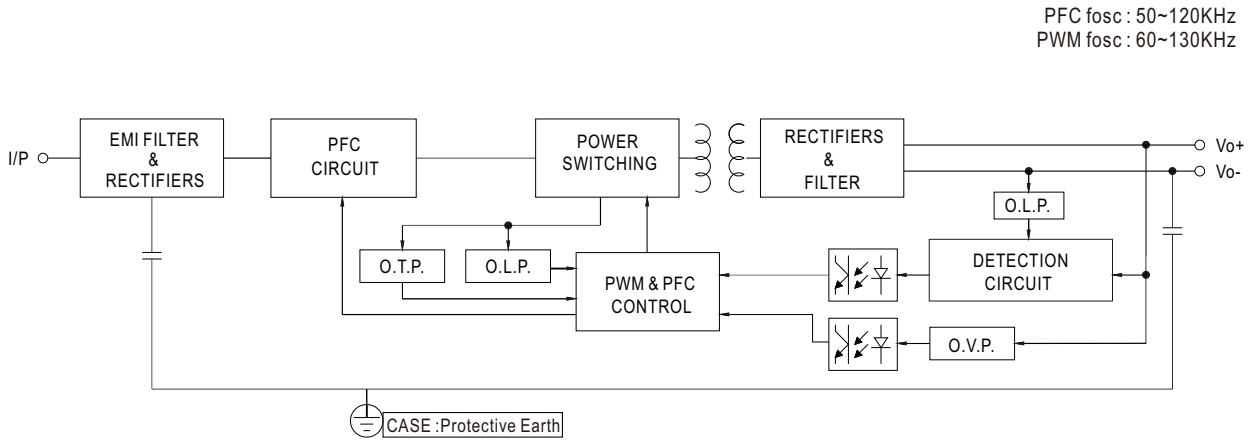 PFC fosc : 50~120KHz
PWM fosc : 60~130KHz
I/P
EMI FILTER
&
RECTIFIERS
PFC
CIRCUIT
POWER
SWITCHING
RECTIFIERS
&
FILTER
Vo+
Vo-
O.L.P.
O.T.P.
O.L.P.
PWM & PFC
CONTROL
DETECTION
CIRCUIT
O.V.P.
CASE : Protective Earth